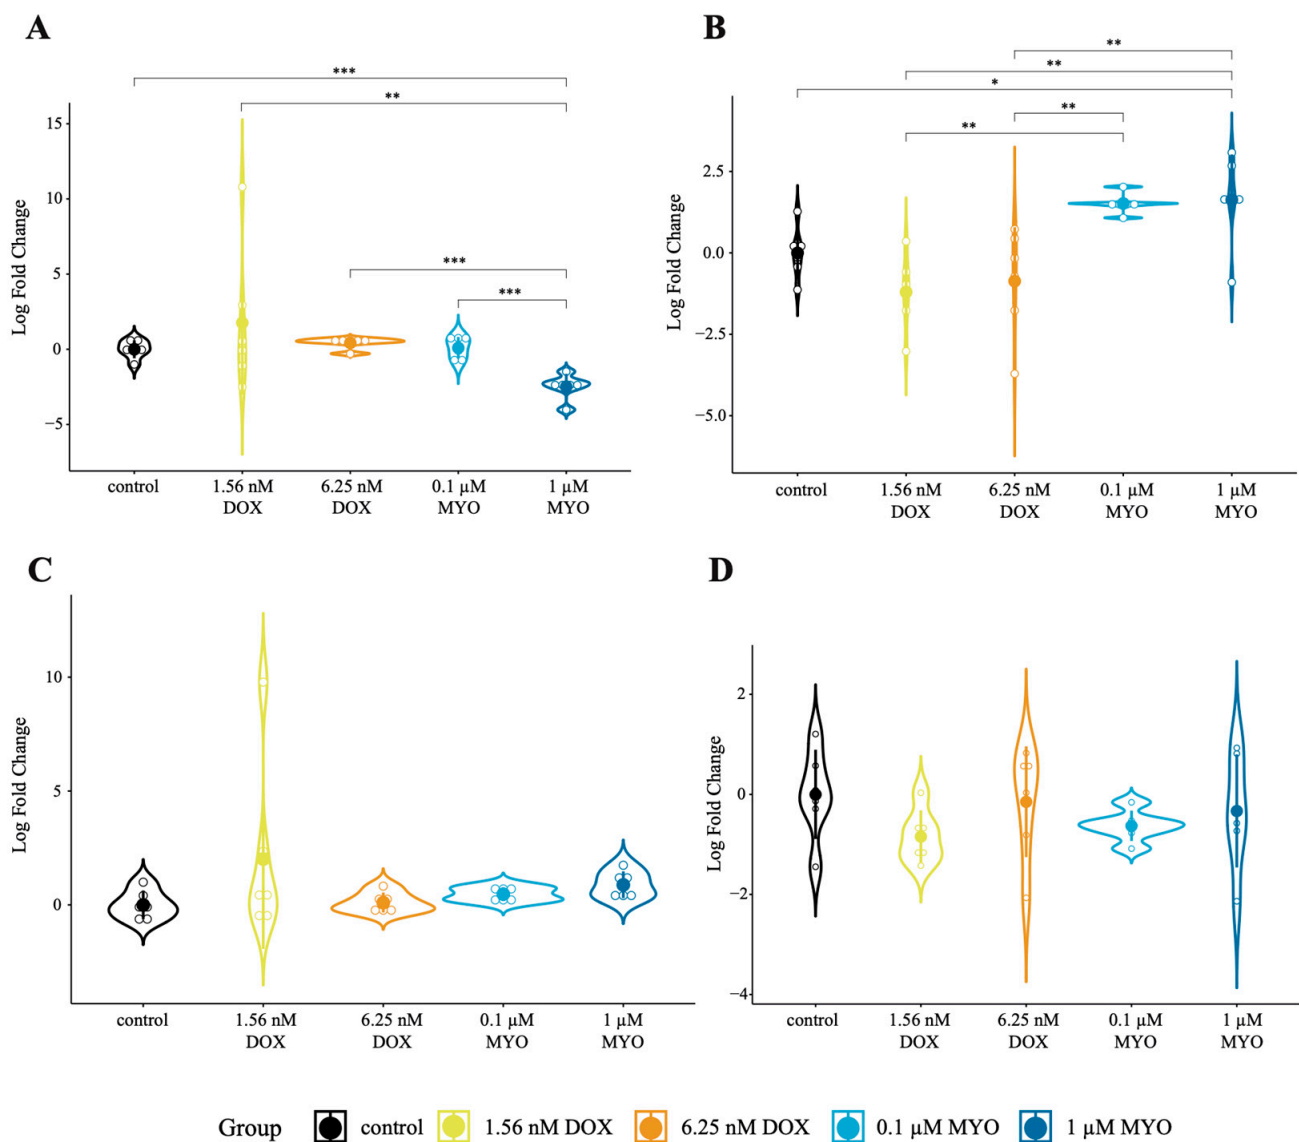 A
***
**
***
***
Log Fold Change
15
10
5
0
−5
control
1.56 nM
DOX
6.25 nM
DOX
0.1 µM
MYO
1 µM
MYO
B
**
**
*
**
**
Log Fold Change
2.5
0.0
−2.5
−5.0
control
1.56 nM
DOX
6.25 nM
DOX
0.1 µM
MYO
1 µM
MYO
C
Log Fold Change
10
5
0
control
1.56 nM
DOX
6.25 nM
DOX
0.1 µM
MYO
1 µM
MYO
D
Log Fold Change
2
0
−2
−4
control
1.56 nM
DOX
6.25 nM
DOX
0.1 µM
MYO
1 µM
MYO
Group control 1.56 nM DOX 6.25 nM DOX 0.1 µM MYO 1 µM MYO